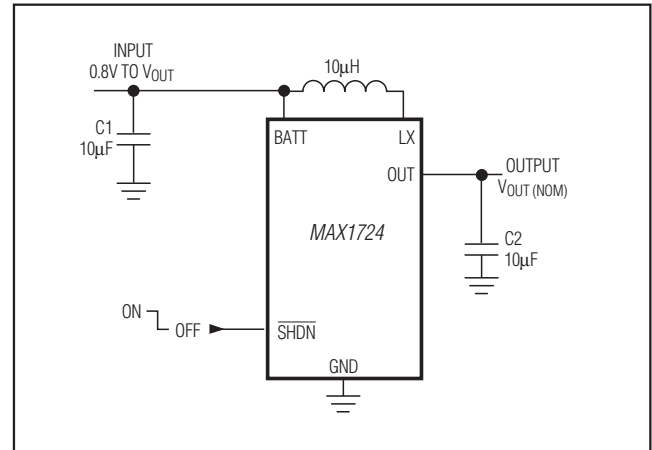 INPUT
0.8V TO VOUT
10µH
C1
10µF
BATT
LX
OUT
OUTPUT
VOUT (NOM)
MAX1724
C2
10µF
ON
OFF
SHDN
GND